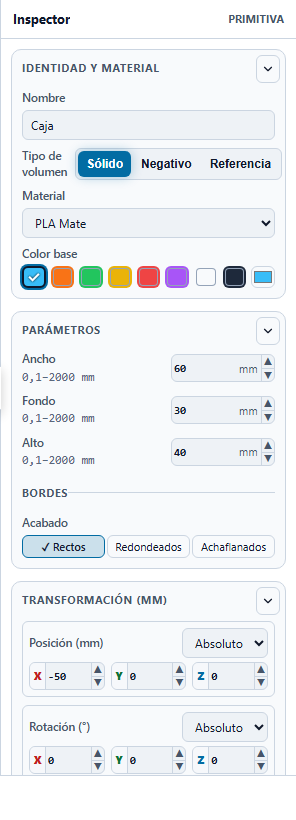 Inspector PRIMITIVA
IDENTIDAD Y MATERIAL
Nombre
Caja
Tipo de volumen Sólido Negativo Referencia
Material
PLA Mate
Color base
PARÁMETROS
Ancho
0,1–2000 mm
60 mm
Fondo
0,1–2000 mm
30 mm
Alto
0,1–2000 mm
40 mm
BORDES
Acabado
✓ Rectos Redondeados Achaflanados
TRANSFORMACIÓN (MM)
Posición (mm) Absoluto
X -50 Y 0 Z 0
Rotación (°) Absoluto
X 0 Y 0 Z 0